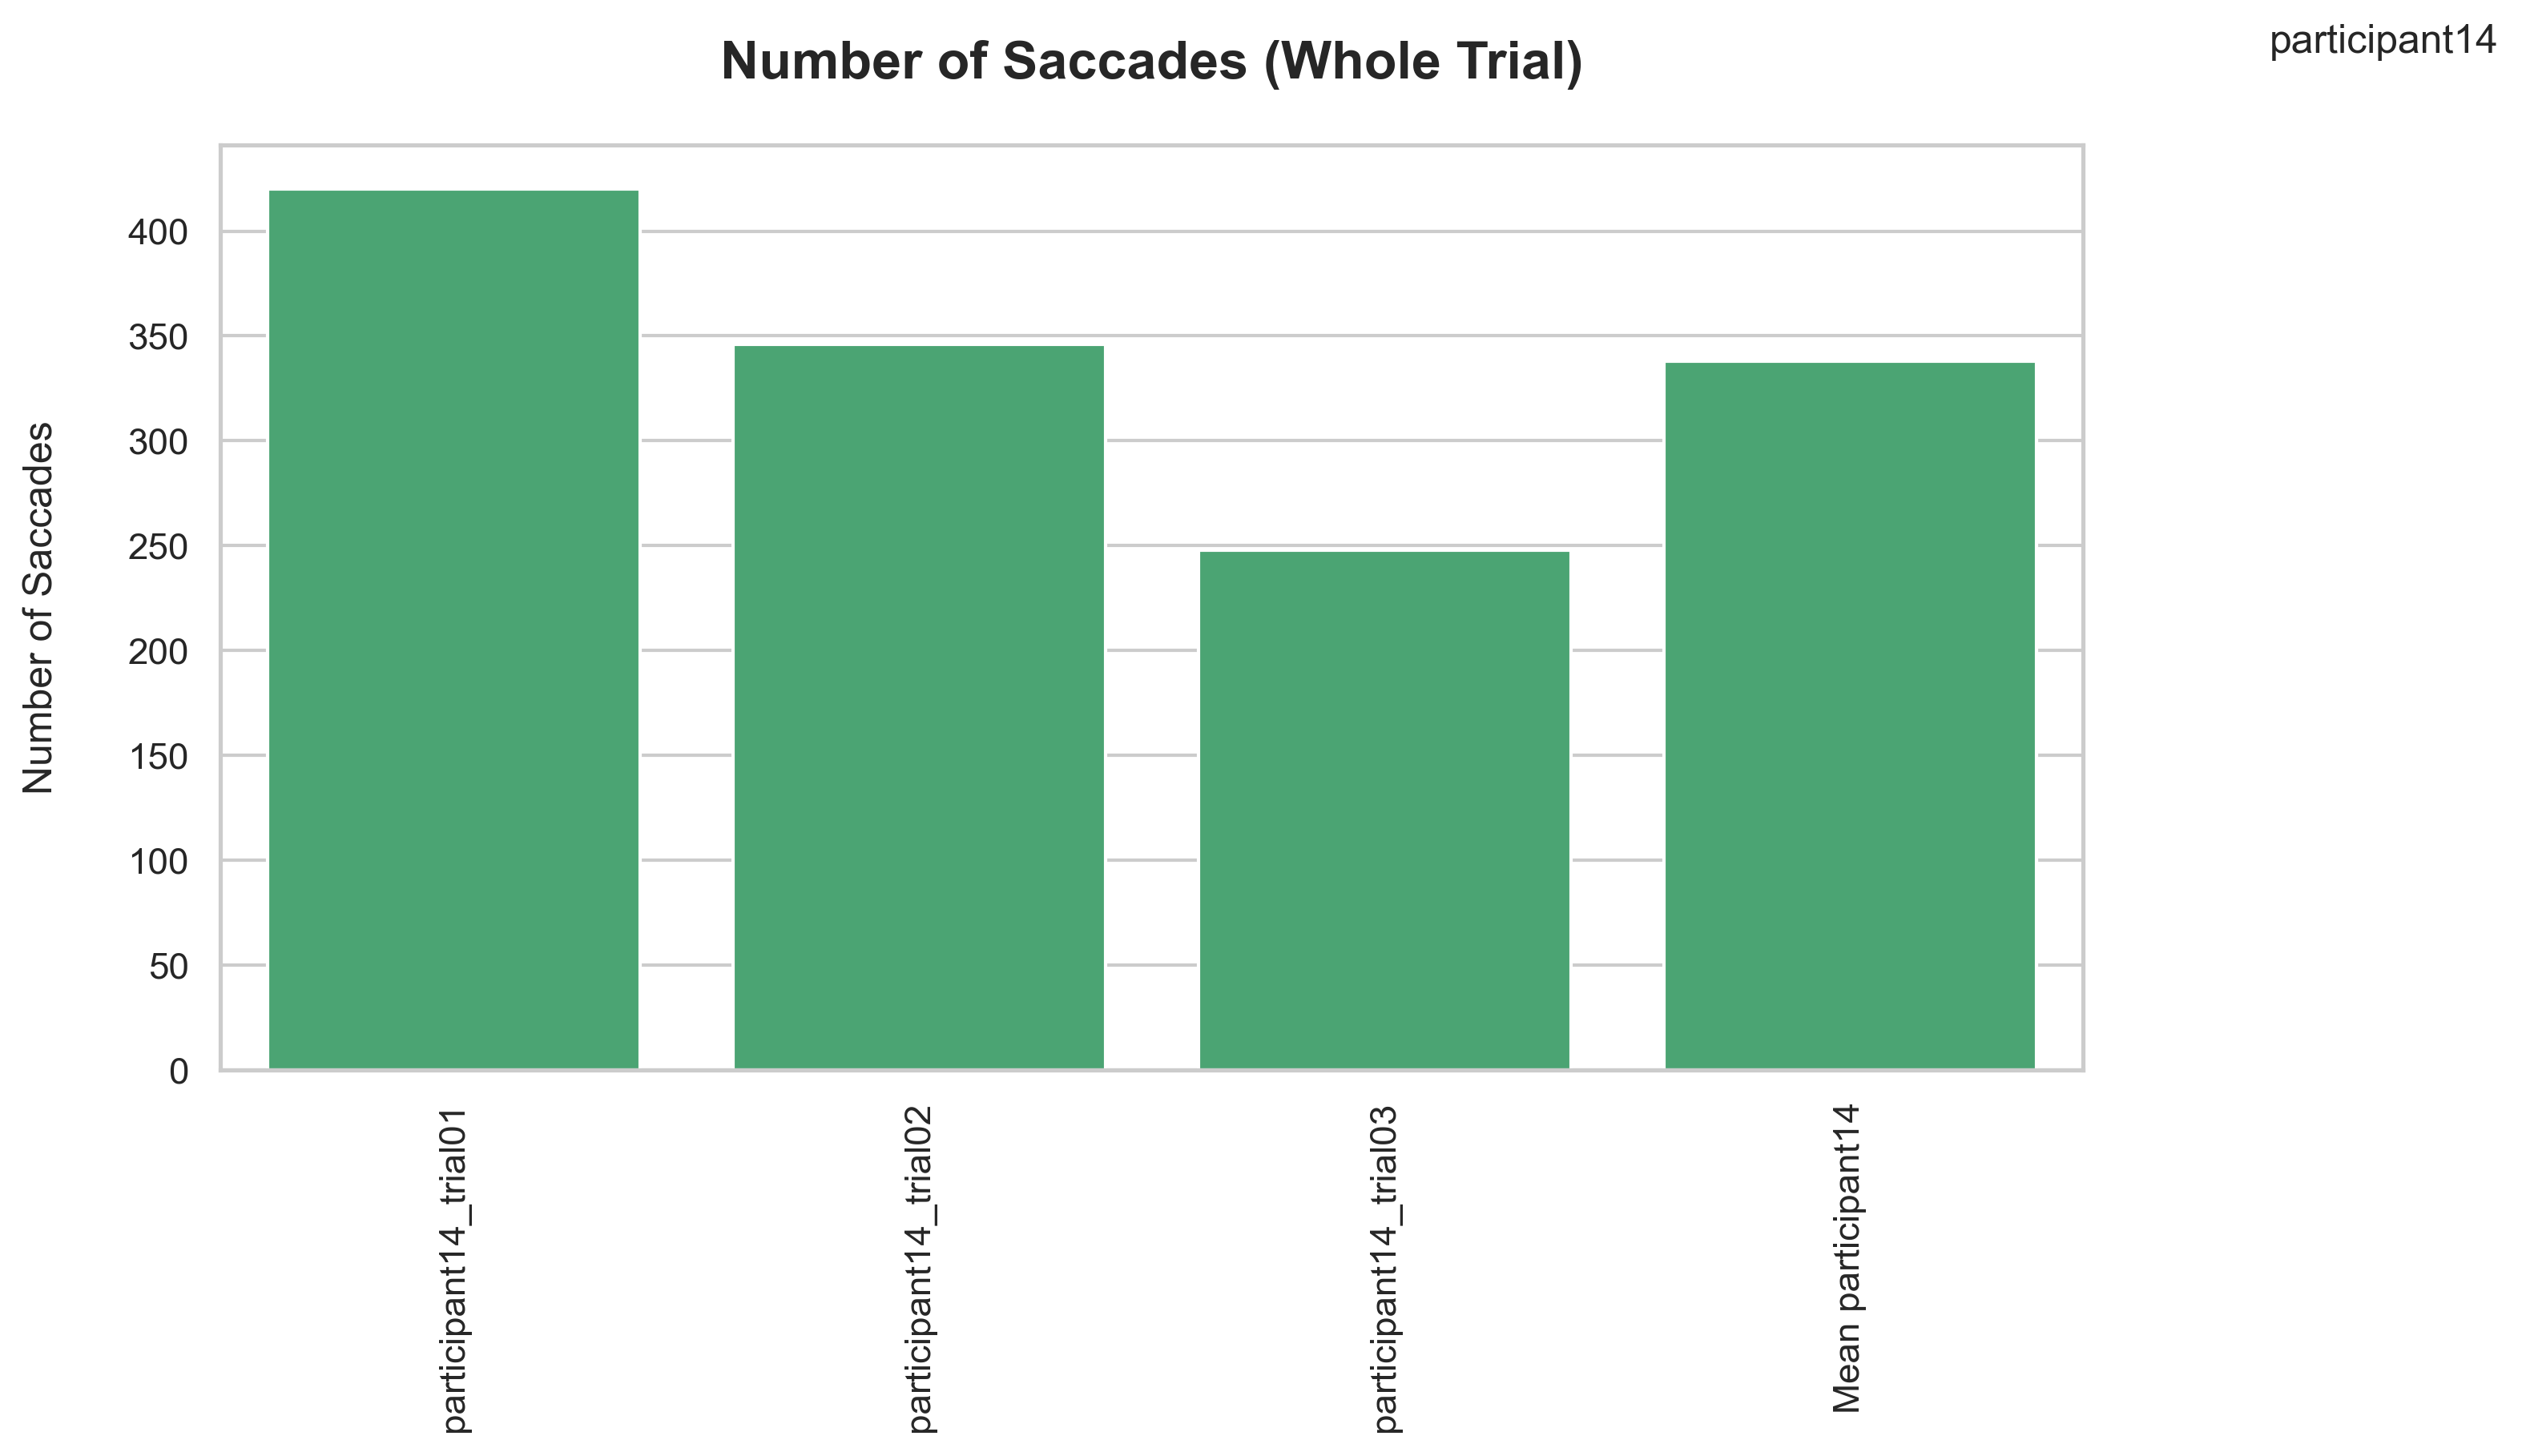 participant14
Number of Saccades (Whole Trial)
Number of Saccades
400
350
300
250
200
150
100
50
0
participant14_trial01
participant14_trial02
participant14_trial03
Mean participant14